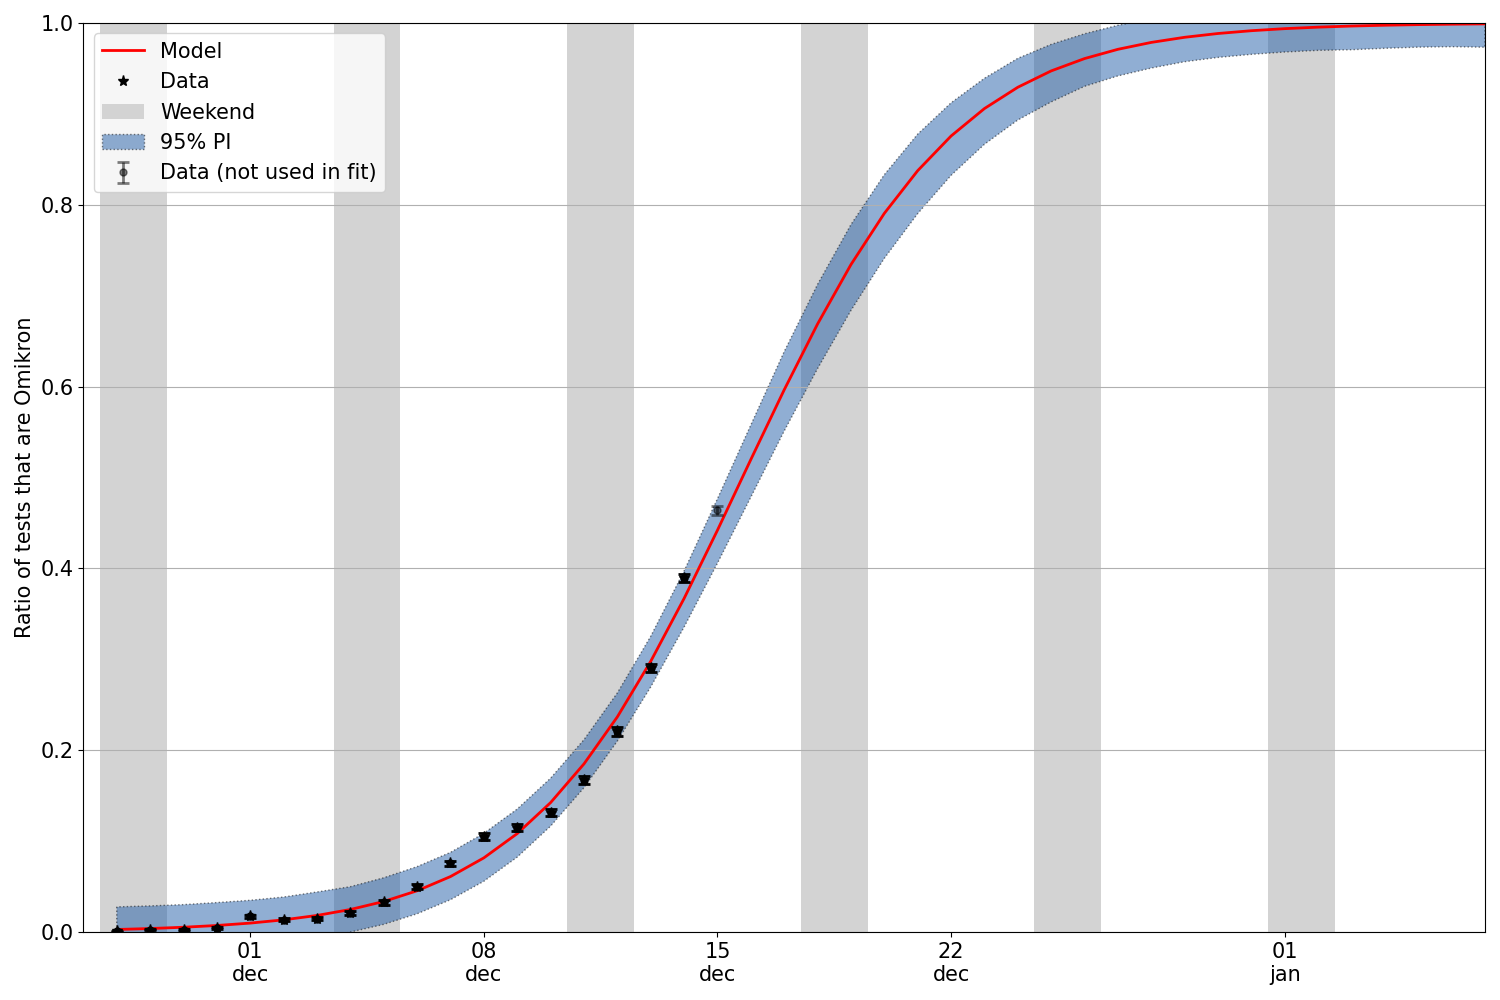 1.0
Model
Data
Weekend
95% PI
Data (not used in fit)
0.8
0.6
0.4
0.2
0.0
Ratio of tests that are Omikron
01
dec
08
dec
15
dec
22
dec
01
jan